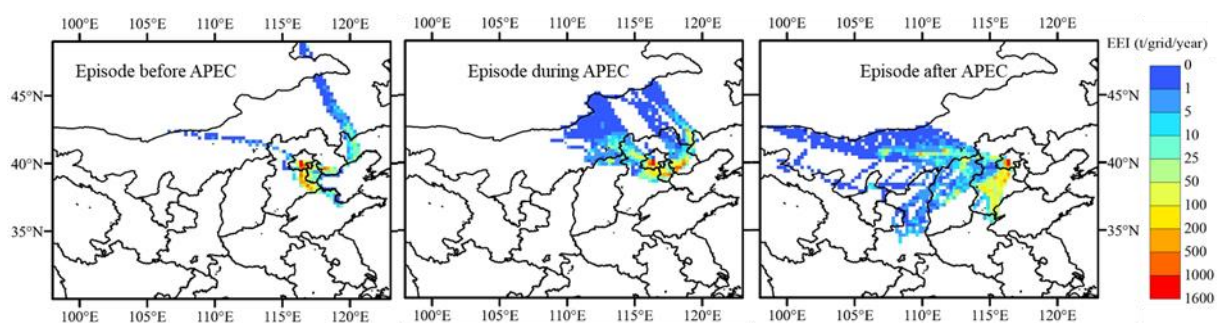 100°E 105°E 110°E 115°E 120°E 100°E 105°E 110°E 115°E 120°E 100°E 105°E 110°E 115°E 120°E
EEI (t/grid/year)
Episode before APEC Episode during APEC Episode after APEC
45°N 45°N
40°N 40°N
35°N 35°N
0
1
5
10
25
50
100
200
500
1000
1600
100°E 105°E 110°E 115°E 120°E 100°E 105°E 110°E 115°E 120°E 100°E 105°E 110°E 115°E 120°E